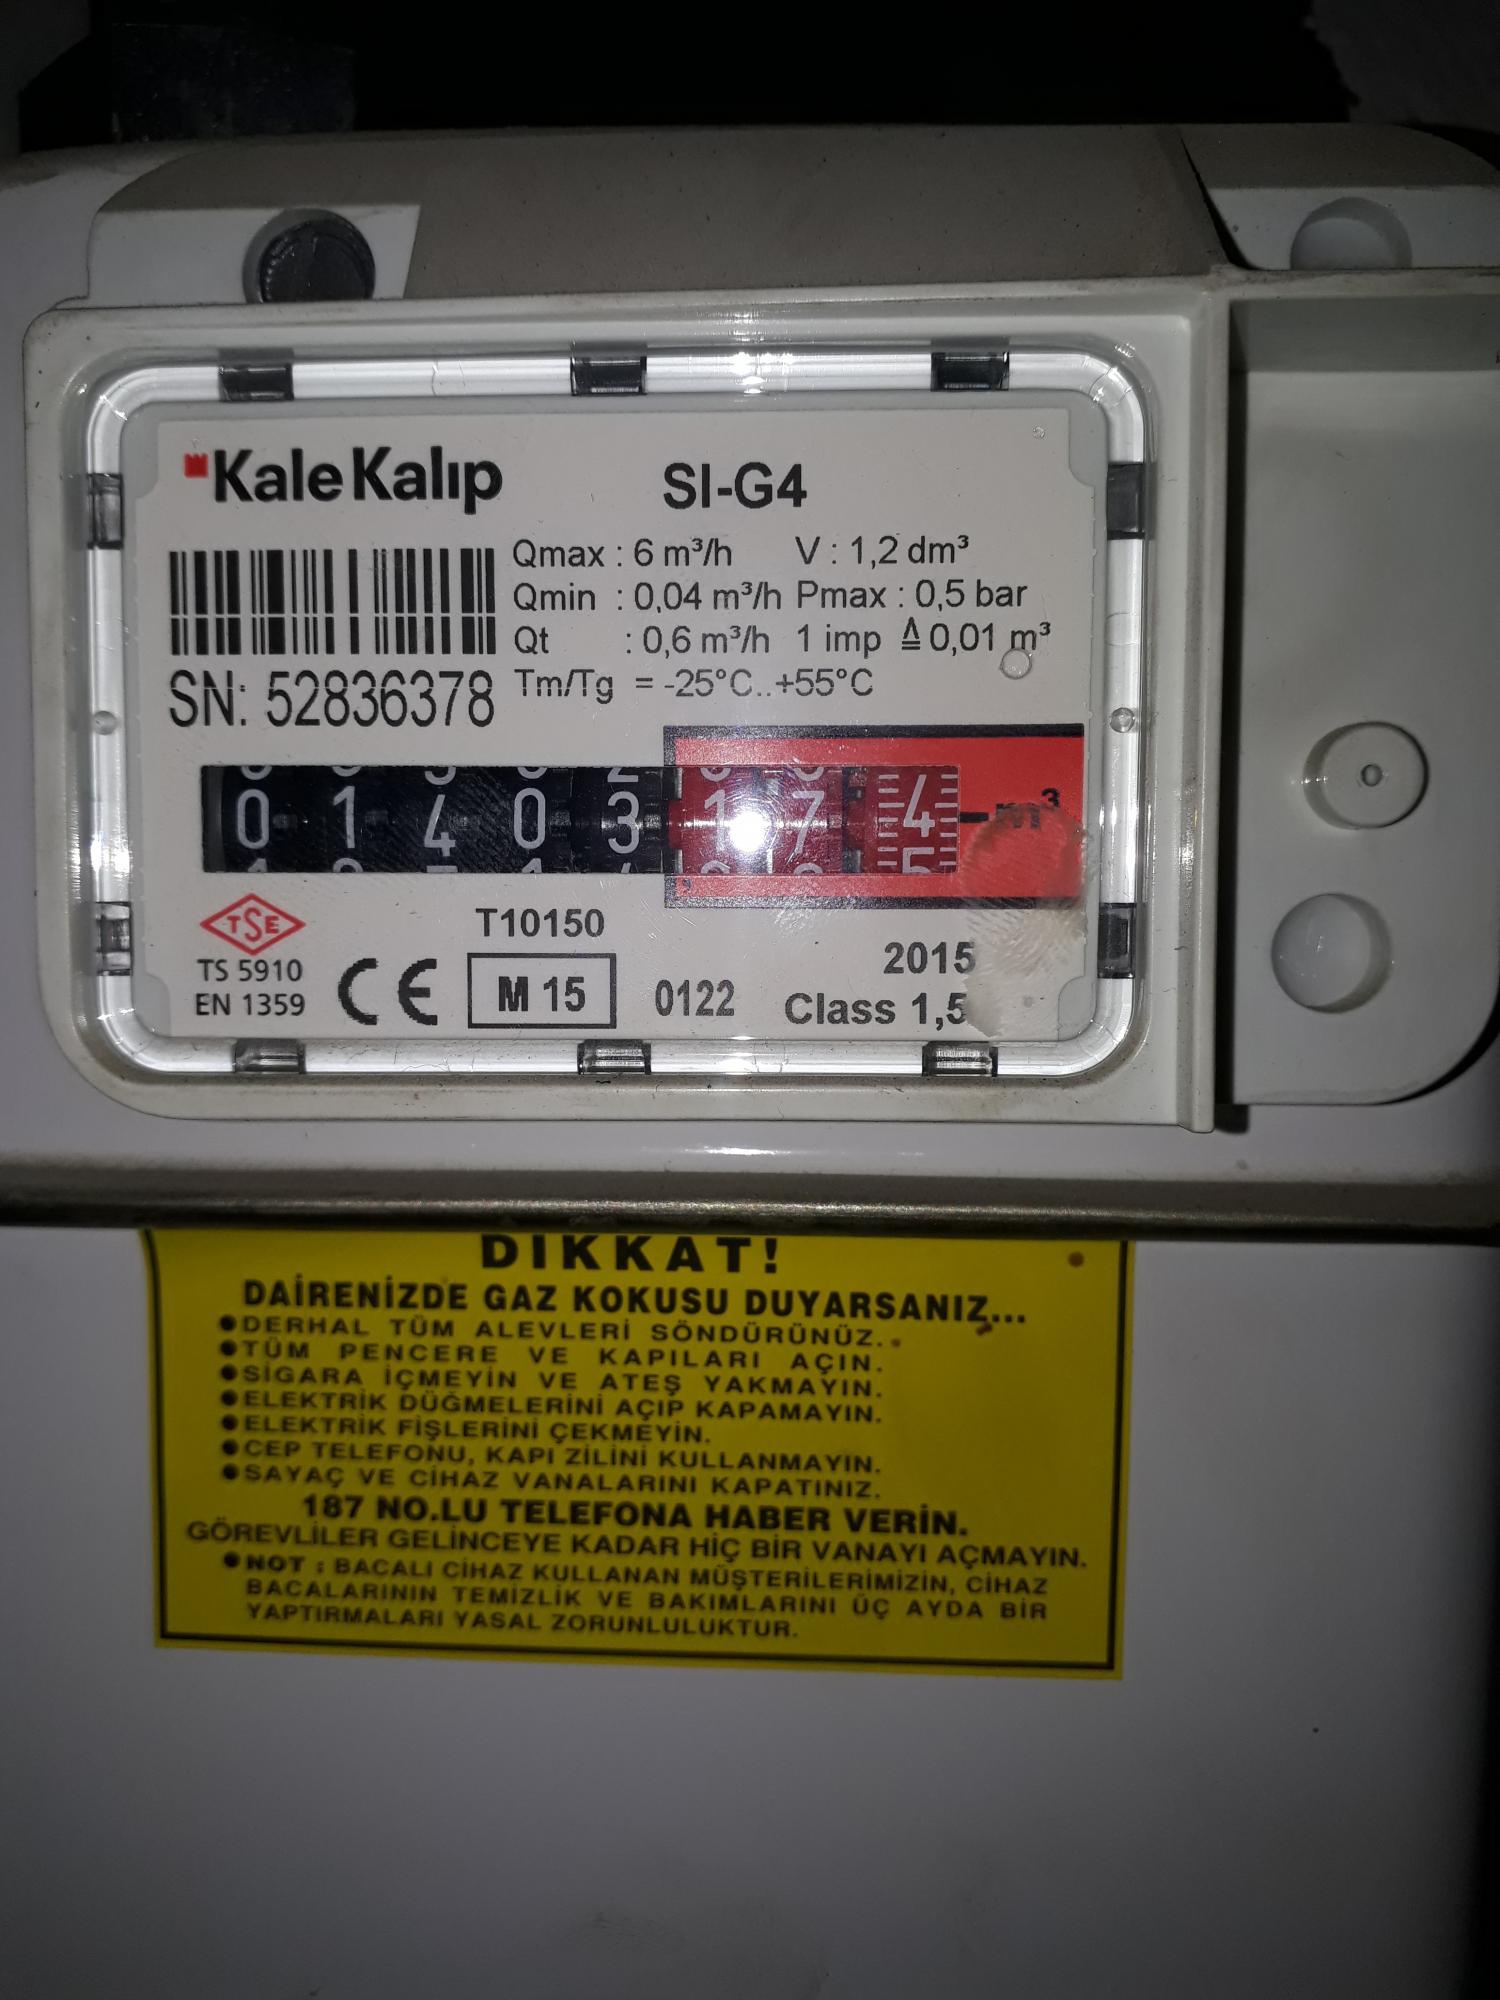 Kale Kalıp SI-G4
Qmax : 6 m³/h V : 1,2 dm³
Qmin : 0,04 m³/h Pmax : 0,5 bar
Qt : 0,6 m³/h 1 imp ≙ 0,01 m³
SN: 52836378 Tm/Tg = -25°C..+55°C
0 1 4 0 3 1 7 4 m³
TSE T10150
TS 5910
EN 1359 CE M 15 0122
2015
Class 1,5
DİKKAT!
DAİRENİZDE GAZ KOKUSU DUYARSANIZ...
●DERHAL TÜM ALEVLERİ SÖNDÜRÜNÜZ.
●TÜM PENCERE VE KAPILARI AÇIN.
●SİGARA İÇMEYİN VE ATEŞ YAKMAYIN.
●ELEKTRİK DÜĞMELERİNİ AÇIP KAPAMAYIN.
●ELEKTRİK FİŞLERİNİ ÇEKMEYİN.
●CEP TELEFONU, KAPI ZİLİNİ KULLANMAYIN.
●SAYAÇ VE CİHAZ VANALARINI KAPATINIZ.
187 NO.LU TELEFONA HABER VERİN.
GÖREVLİLER GELİNCEYE KADAR HİÇ BİR VANAYI AÇMAYIN.
●NOT : BACALI CİHAZ KULLANAN MÜŞTERİLERİMİZİN, CİHAZ
BACALARININ TEMİZLİK VE BAKIMLARINI ÜÇ AYDA BİR
YAPTIRMALARI YASAL ZORUNLULUKTUR.